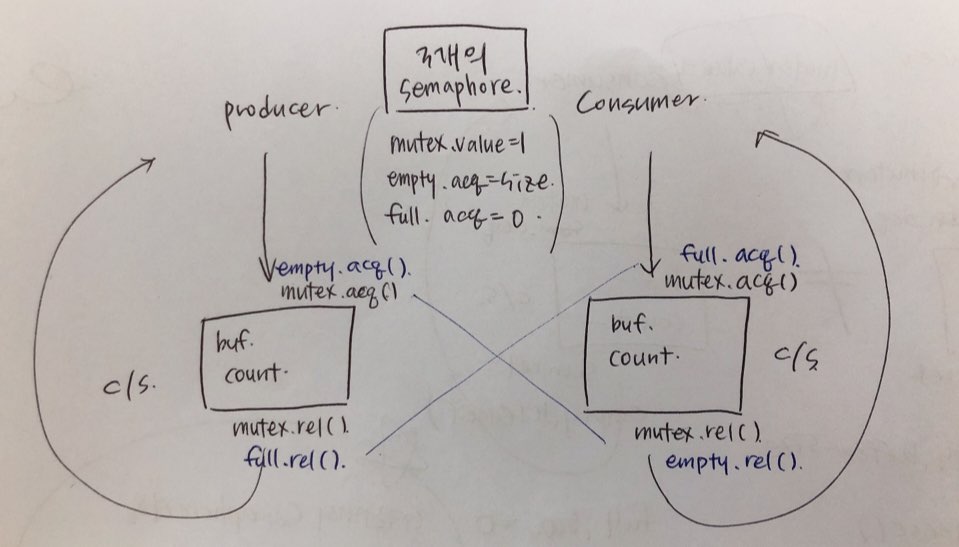 3개의
semaphore.
producer.
Consumer.
mutex.value=1
empty.acq=size.
full. acq=0.
empty.acq().
mutex.acq()
full.acq().
mutex.acq()
buf.
count.
c/s.
buf.
count.
c/s
mutex.rel().
full.rel().
mutex.rel().
empty.rel().